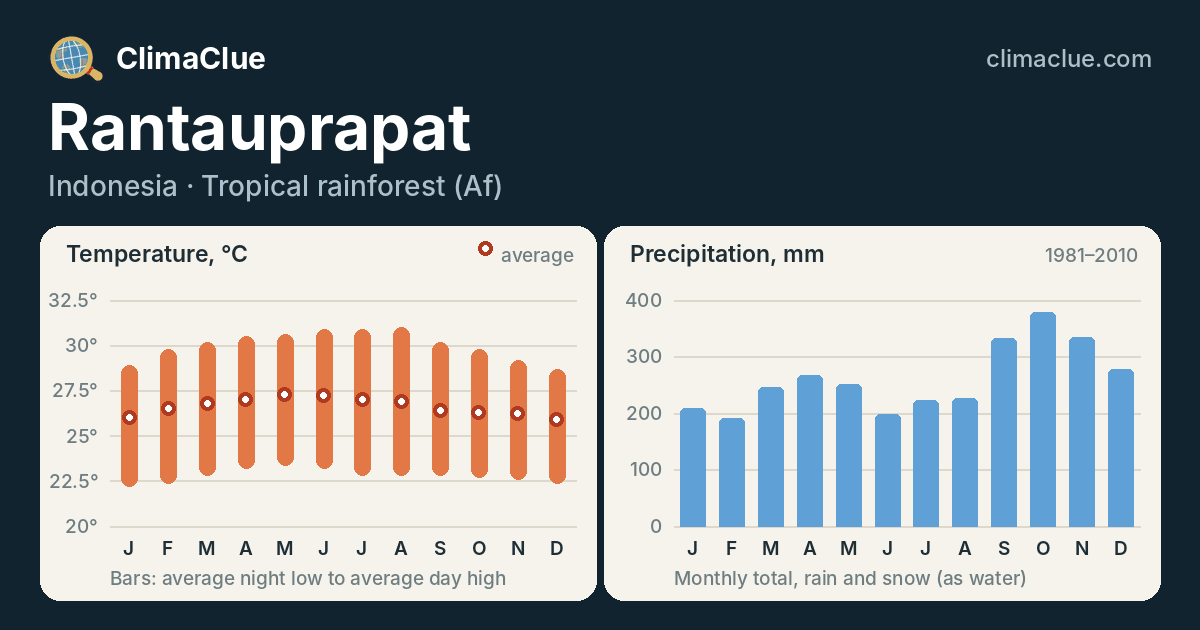 ClimaClue
climaclue.com
Rantauprapat
Indonesia · Tropical rainforest (Af)
Temperature, °C
average
32.5°
30°
27.5°
25°
22.5°
20°
J F M A M J J A S O N D
Bars: average night low to average day high
Precipitation, mm
1981–2010
400
300
200
100
0
J F M A M J J A S O N D
Monthly total, rain and snow (as water)